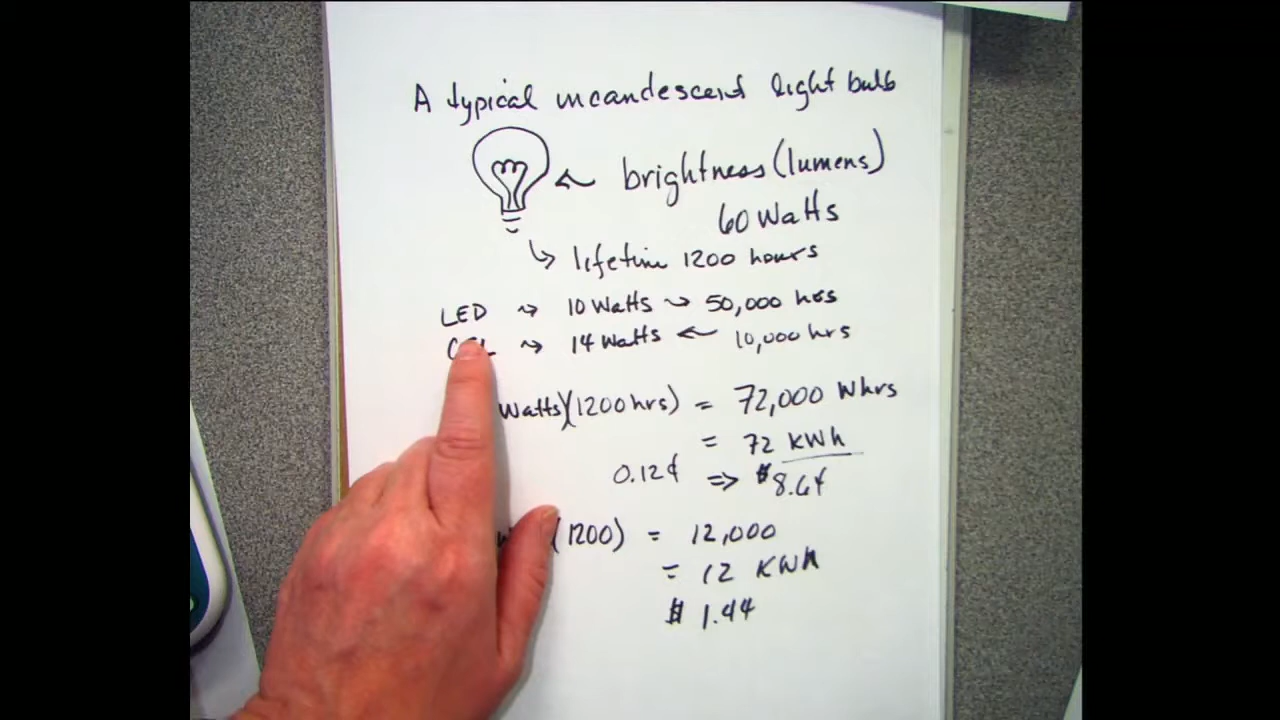 A typical incandescent light bulb
← brightness (lumens)
60 Watts
↳ lifetime 1200 hours
LED → 10 Watts → 50,000 hrs
→ 14 Watts ← 10,000 hrs
Watts)(1200 hrs) = 72,000 Whrs
= 72 KWh
0.12¢ ⇒ $8.64
(1200) = 12,000
= 12 KWh
$ 1.44